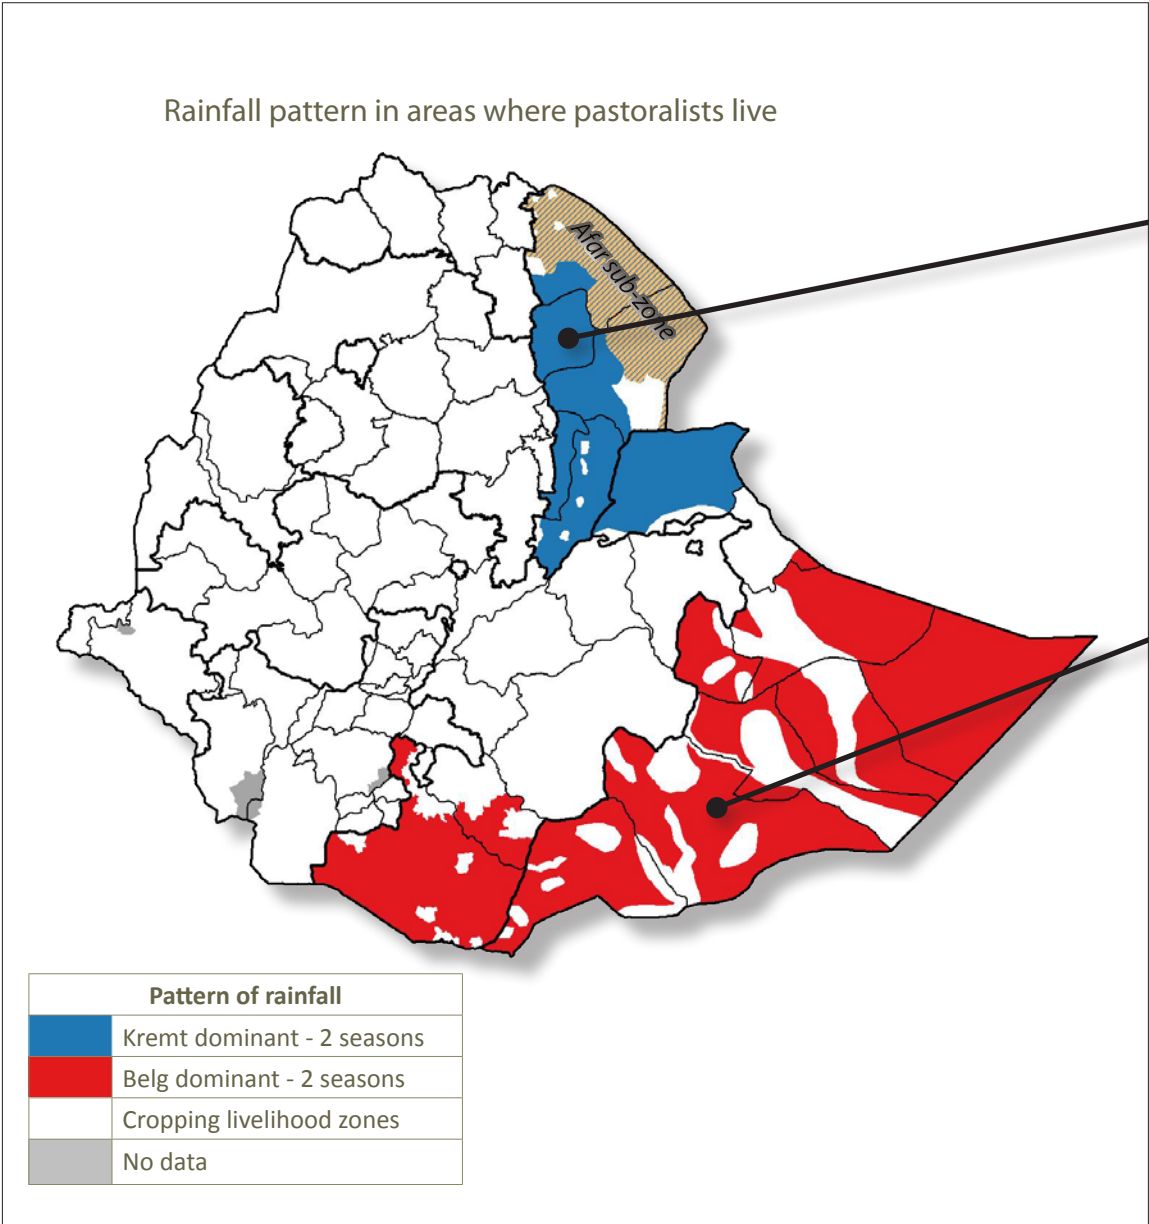 Rainfall pattern in areas where pastoralists live
Afar sub-zone
Pattern of rainfall
Kremt dominant - 2 seasons
Belg dominant - 2 seasons
Cropping livelihood zones
No data